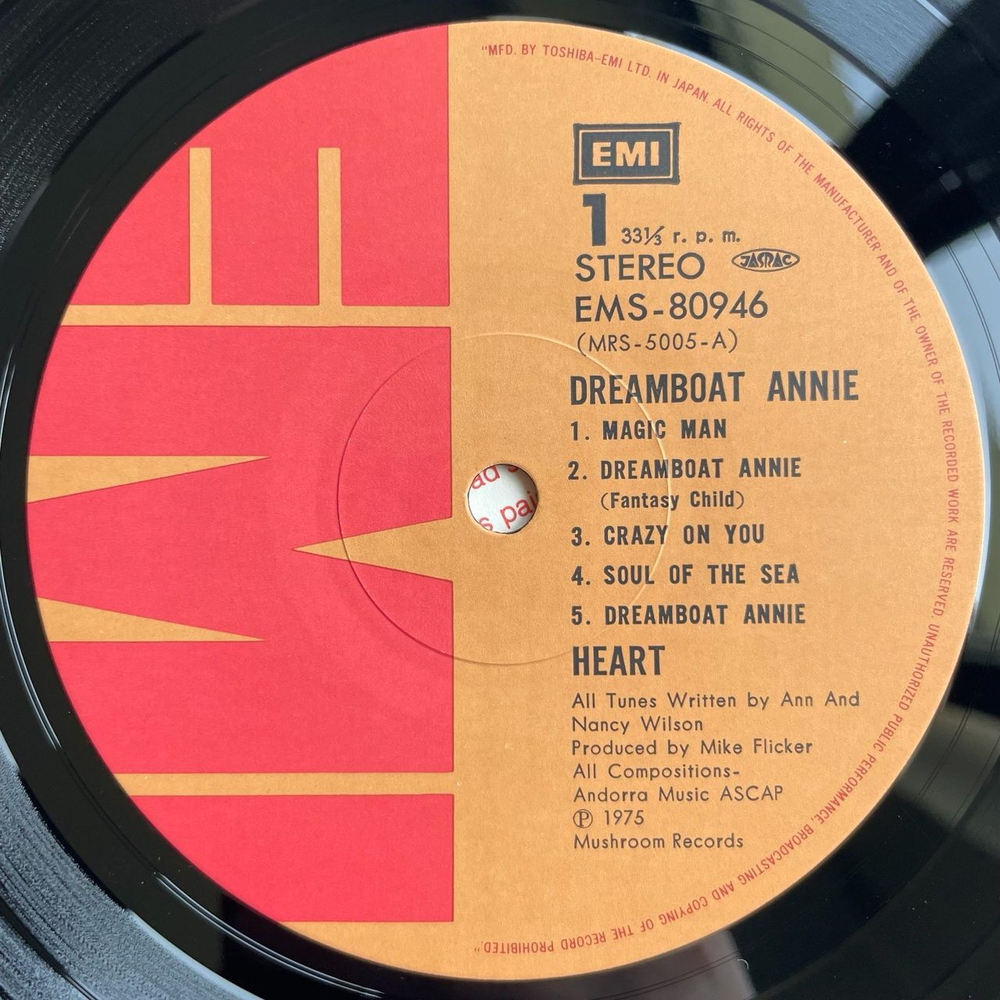 "MFD. BY TOSHIBA-EMI LTD. IN JAPAN. ALL RIGHTS OF THE MANUFACTURER AND OF THE OWNER OF THE RECORDED WORK ARE RESERVED. UNAUTHORIZED PUBLIC PERFORMANCE, BROADCASTING AND COPYING OF THE RECORD PROHIBITED."
EMI
1 33⅓ r. p. m.
STEREO JASRAC
EMS-80946
(MRS-5005-A)
DREAMBOAT ANNIE
1. MAGIC MAN
2. DREAMBOAT ANNIE
(Fantasy Child)
3. CRAZY ON YOU
4. SOUL OF THE SEA
5. DREAMBOAT ANNIE
HEART
All Tunes Written by Ann And
Nancy Wilson
Produced by Mike Flicker
All Compositions-
Andorra Music ASCAP
Ⓟ 1975
Mushroom Records